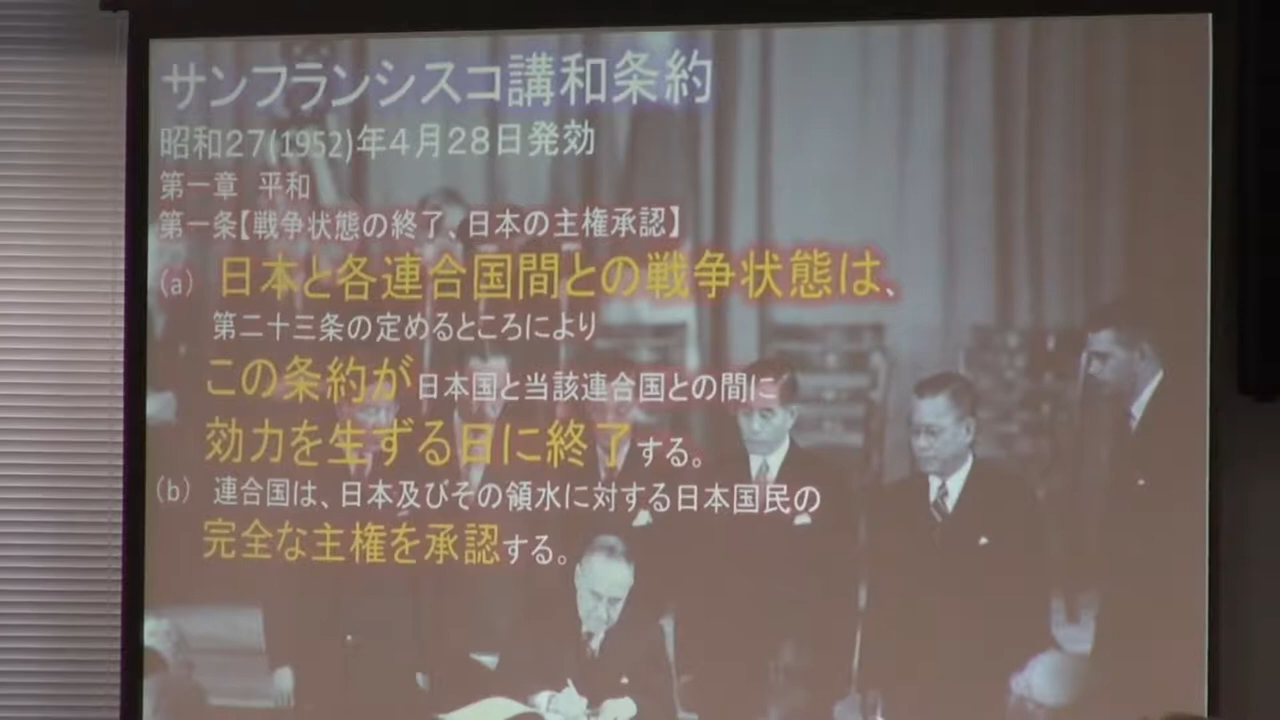 サンフランシスコ講和条約
昭和27(1952)年4月28日発効
第一章 平和
第一条【戦争状態の終了、日本の主権承認】
(a) 日本と各連合国間との戦争状態は、
第二十三条の定めるところにより
この条約が日本国と当該連合国との間に
効力を生ずる日に終了する。
(b) 連合国は、日本及びその領水に対する日本国民の
完全な主権を承認する。